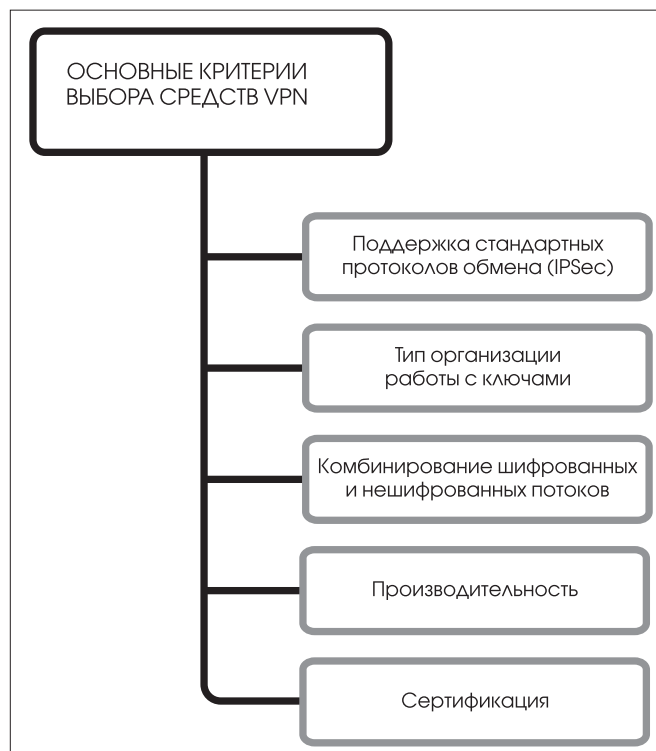 ОСНОВНЫЕ КРИТЕРИИ
ВЫБОРА СРЕДСТВ VPN
Поддержка стандартных
протоколов обмена (IPSec)
Тип организации
работы с ключами
Комбинирование шифрованных
и нешифрованных потоков
Производительность
Сертификация